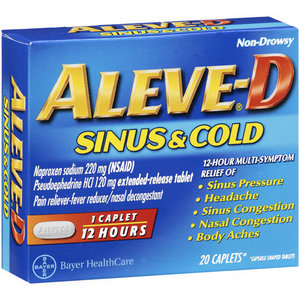 Non-Drowsy
ALEVE®-D
SINUS & COLD
Naproxen sodium 220 mg (NSAID)
Pseudoephedrine HCl 120 mg extended-release tablet
Pain reliever-fever reducer/nasal decongestant
12-HOUR MULTI-SYMPTOM
RELIEF OF
• Sinus Pressure
• Headache
• Sinus Congestion
• Nasal Congestion
• Body Aches
1 CAPLET
12 HOURS
BAYER
Bayer HealthCare
20 CAPLETS*
*CAPSULE-SHAPED TABLETS